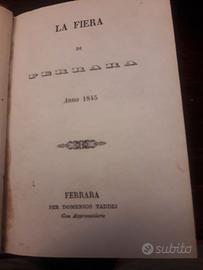 LA FIERA
DI
FERRARA
Anno 1845
FERRARA
PER DOMENICO TADDEI
Con Approvazione
subito